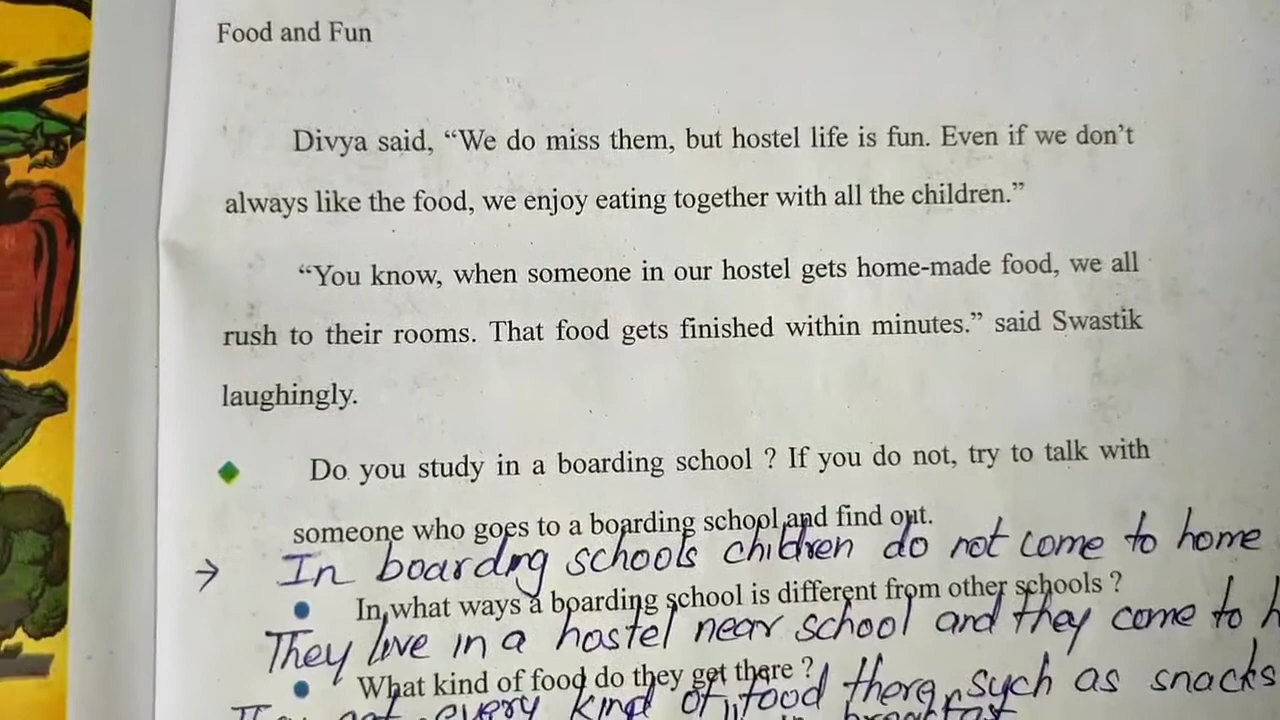 Food and Fun
Divya said, “We do miss them, but hostel life is fun. Even if we don’t
always like the food, we enjoy eating together with all the children.”
“You know, when someone in our hostel gets home-made food, we all
rush to their rooms. That food gets finished within minutes.” said Swastik
laughingly.
Do you study in a boarding school ? If you do not, try to talk with
someone who goes to a boarding school and find out.
→ In boarding schools children do not come to home
In what ways a boarding school is different from other schools ?
They live in a hostel near school and they come to
What kind of food do they get there ?
every kind of food there, such as snacks
breakfast